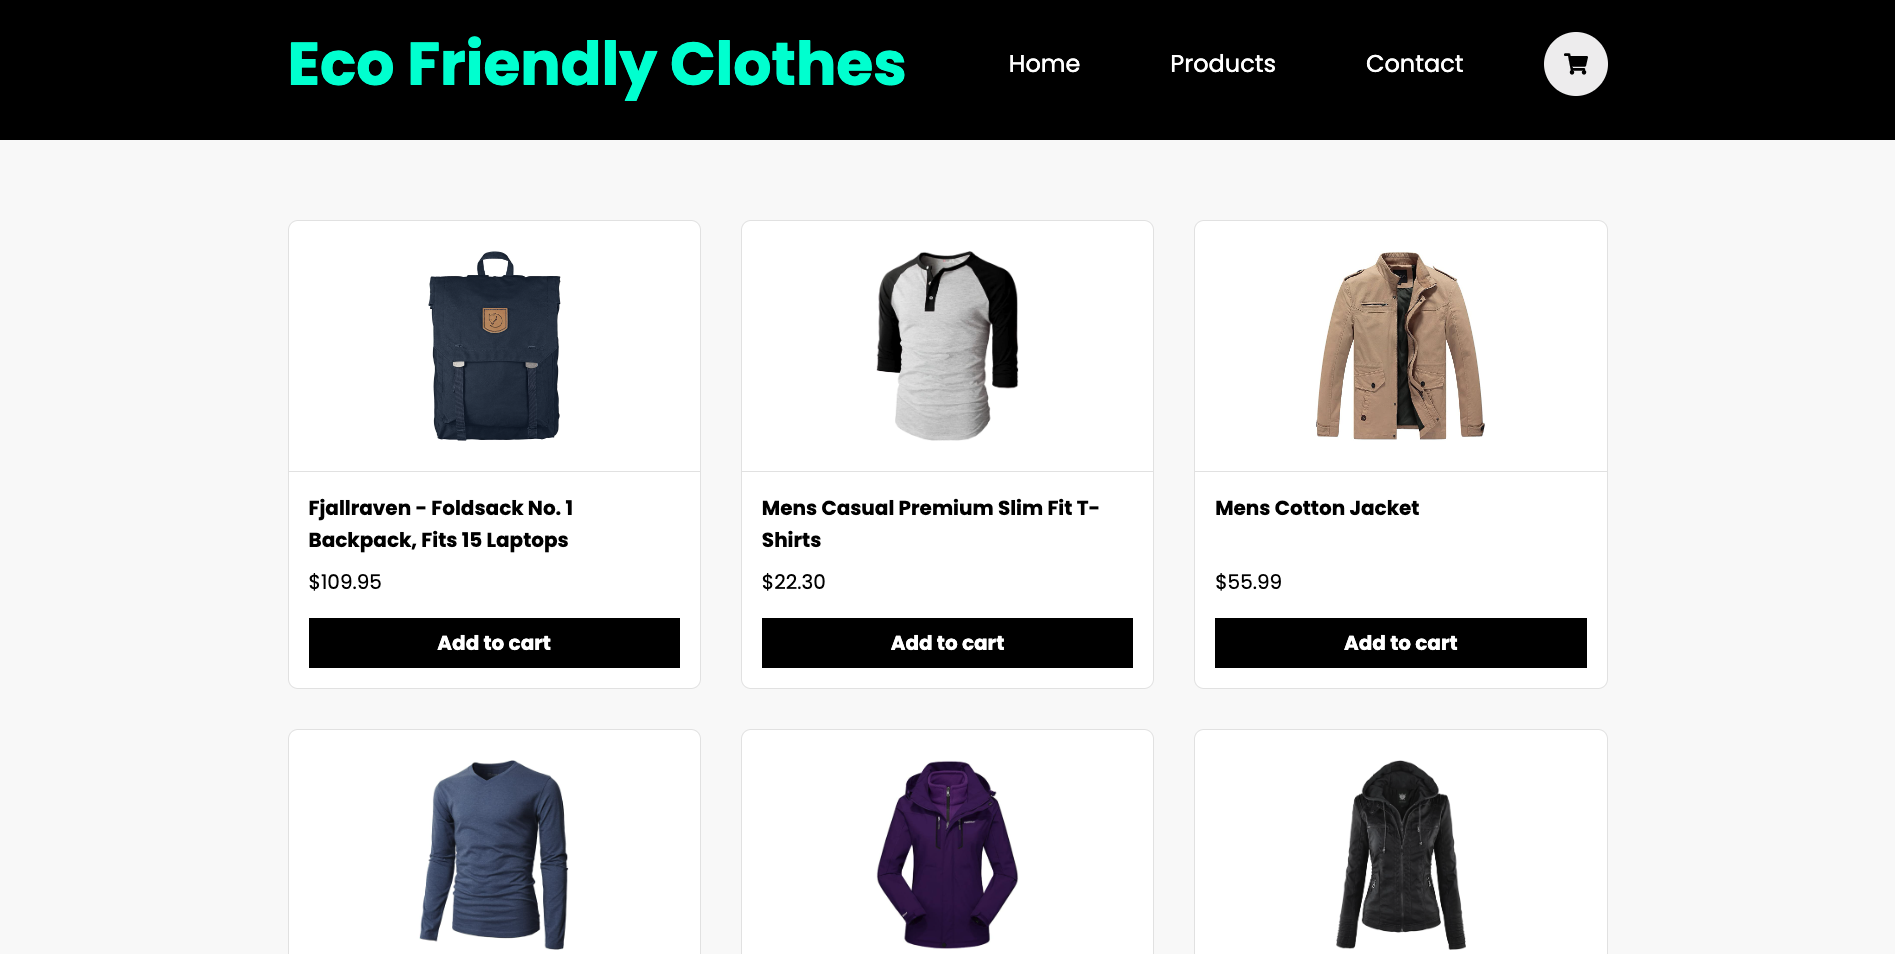 Eco Friendly Clothes
Home
Products
Contact
Fjallraven - Foldsack No. 1
Backpack, Fits 15 Laptops
$109.95
Add to cart
Mens Casual Premium Slim Fit T-
Shirts
$22.30
Add to cart
Mens Cotton Jacket
$55.99
Add to cart